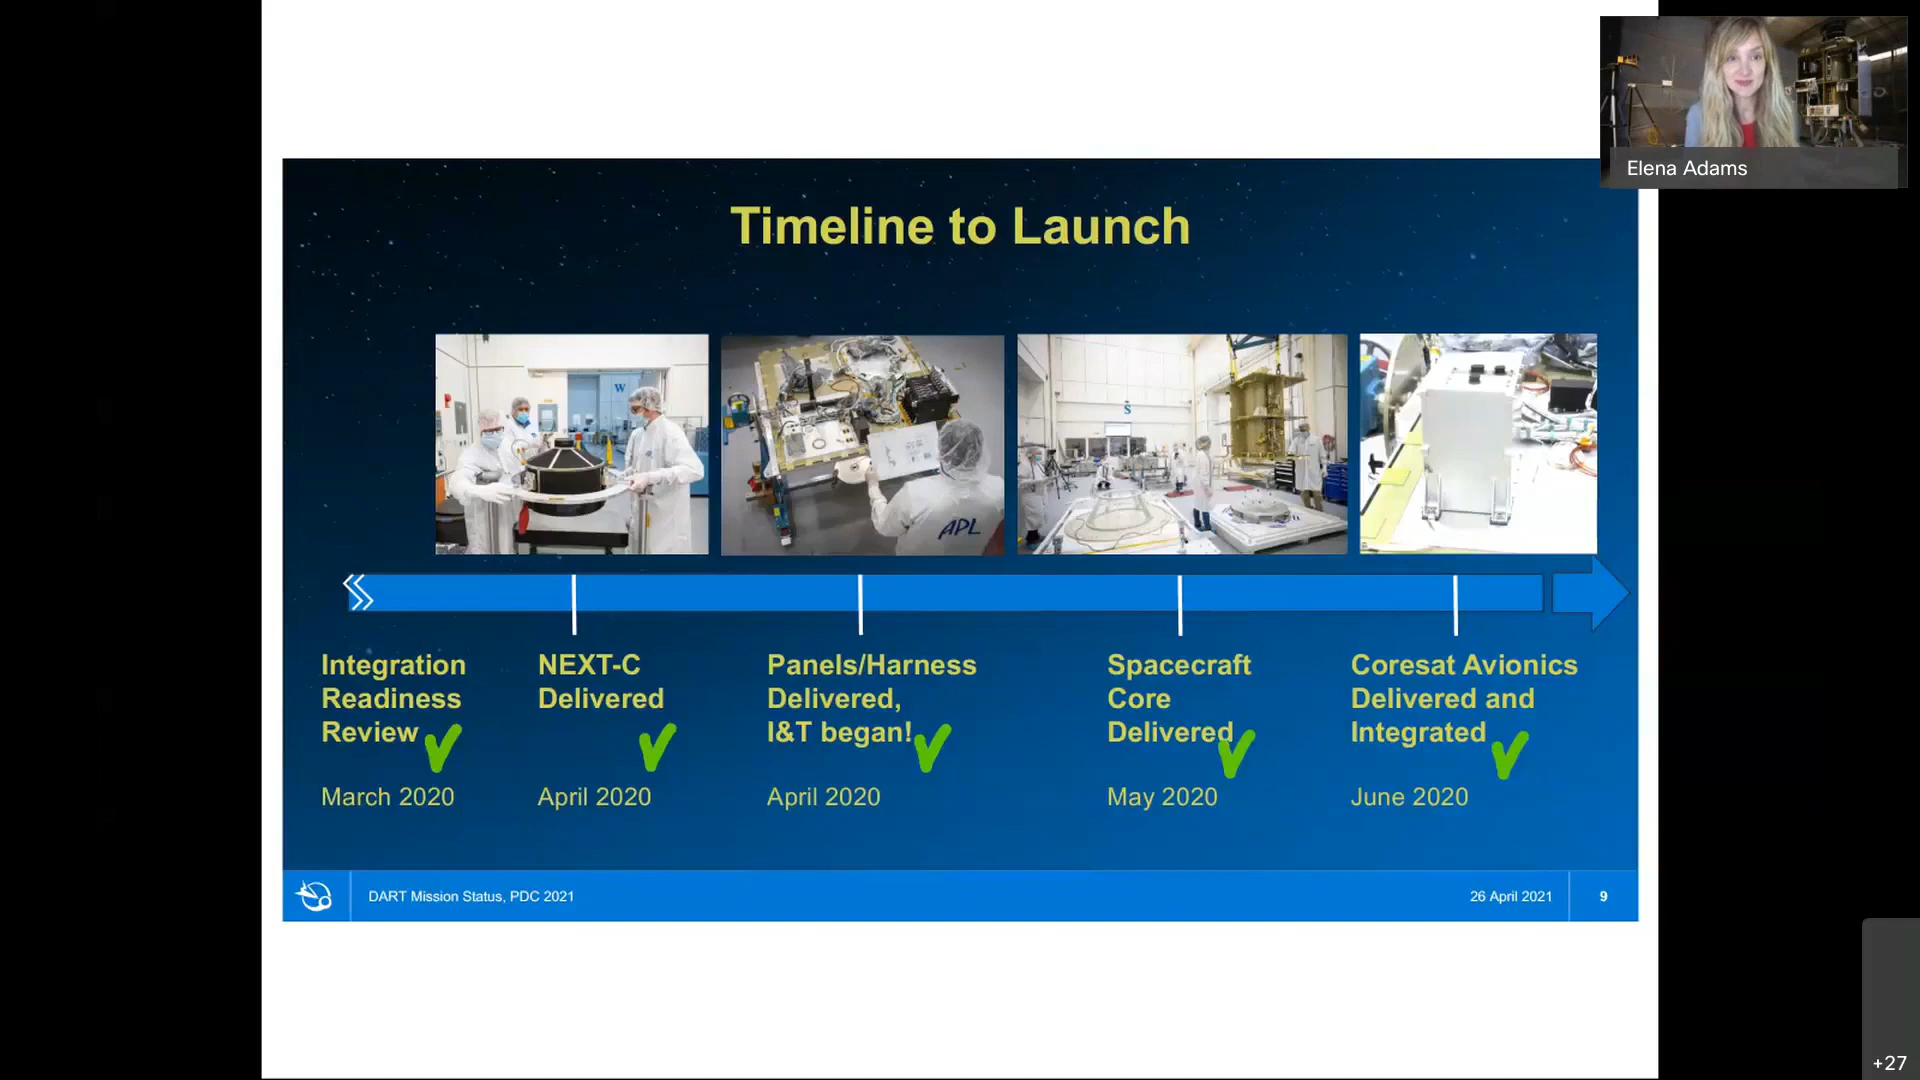 Elena Adams
Timeline to Launch
W
APL
S
Integration
Readiness
Review
March 2020
NEXT-C
Delivered
April 2020
Panels/Harness
Delivered,
I&T began!
April 2020
Spacecraft
Core
Delivered
May 2020
Coresat Avionics
Delivered and
Integrated
June 2020
DART Mission Status, PDC 2021
26 April 2021
9
+27